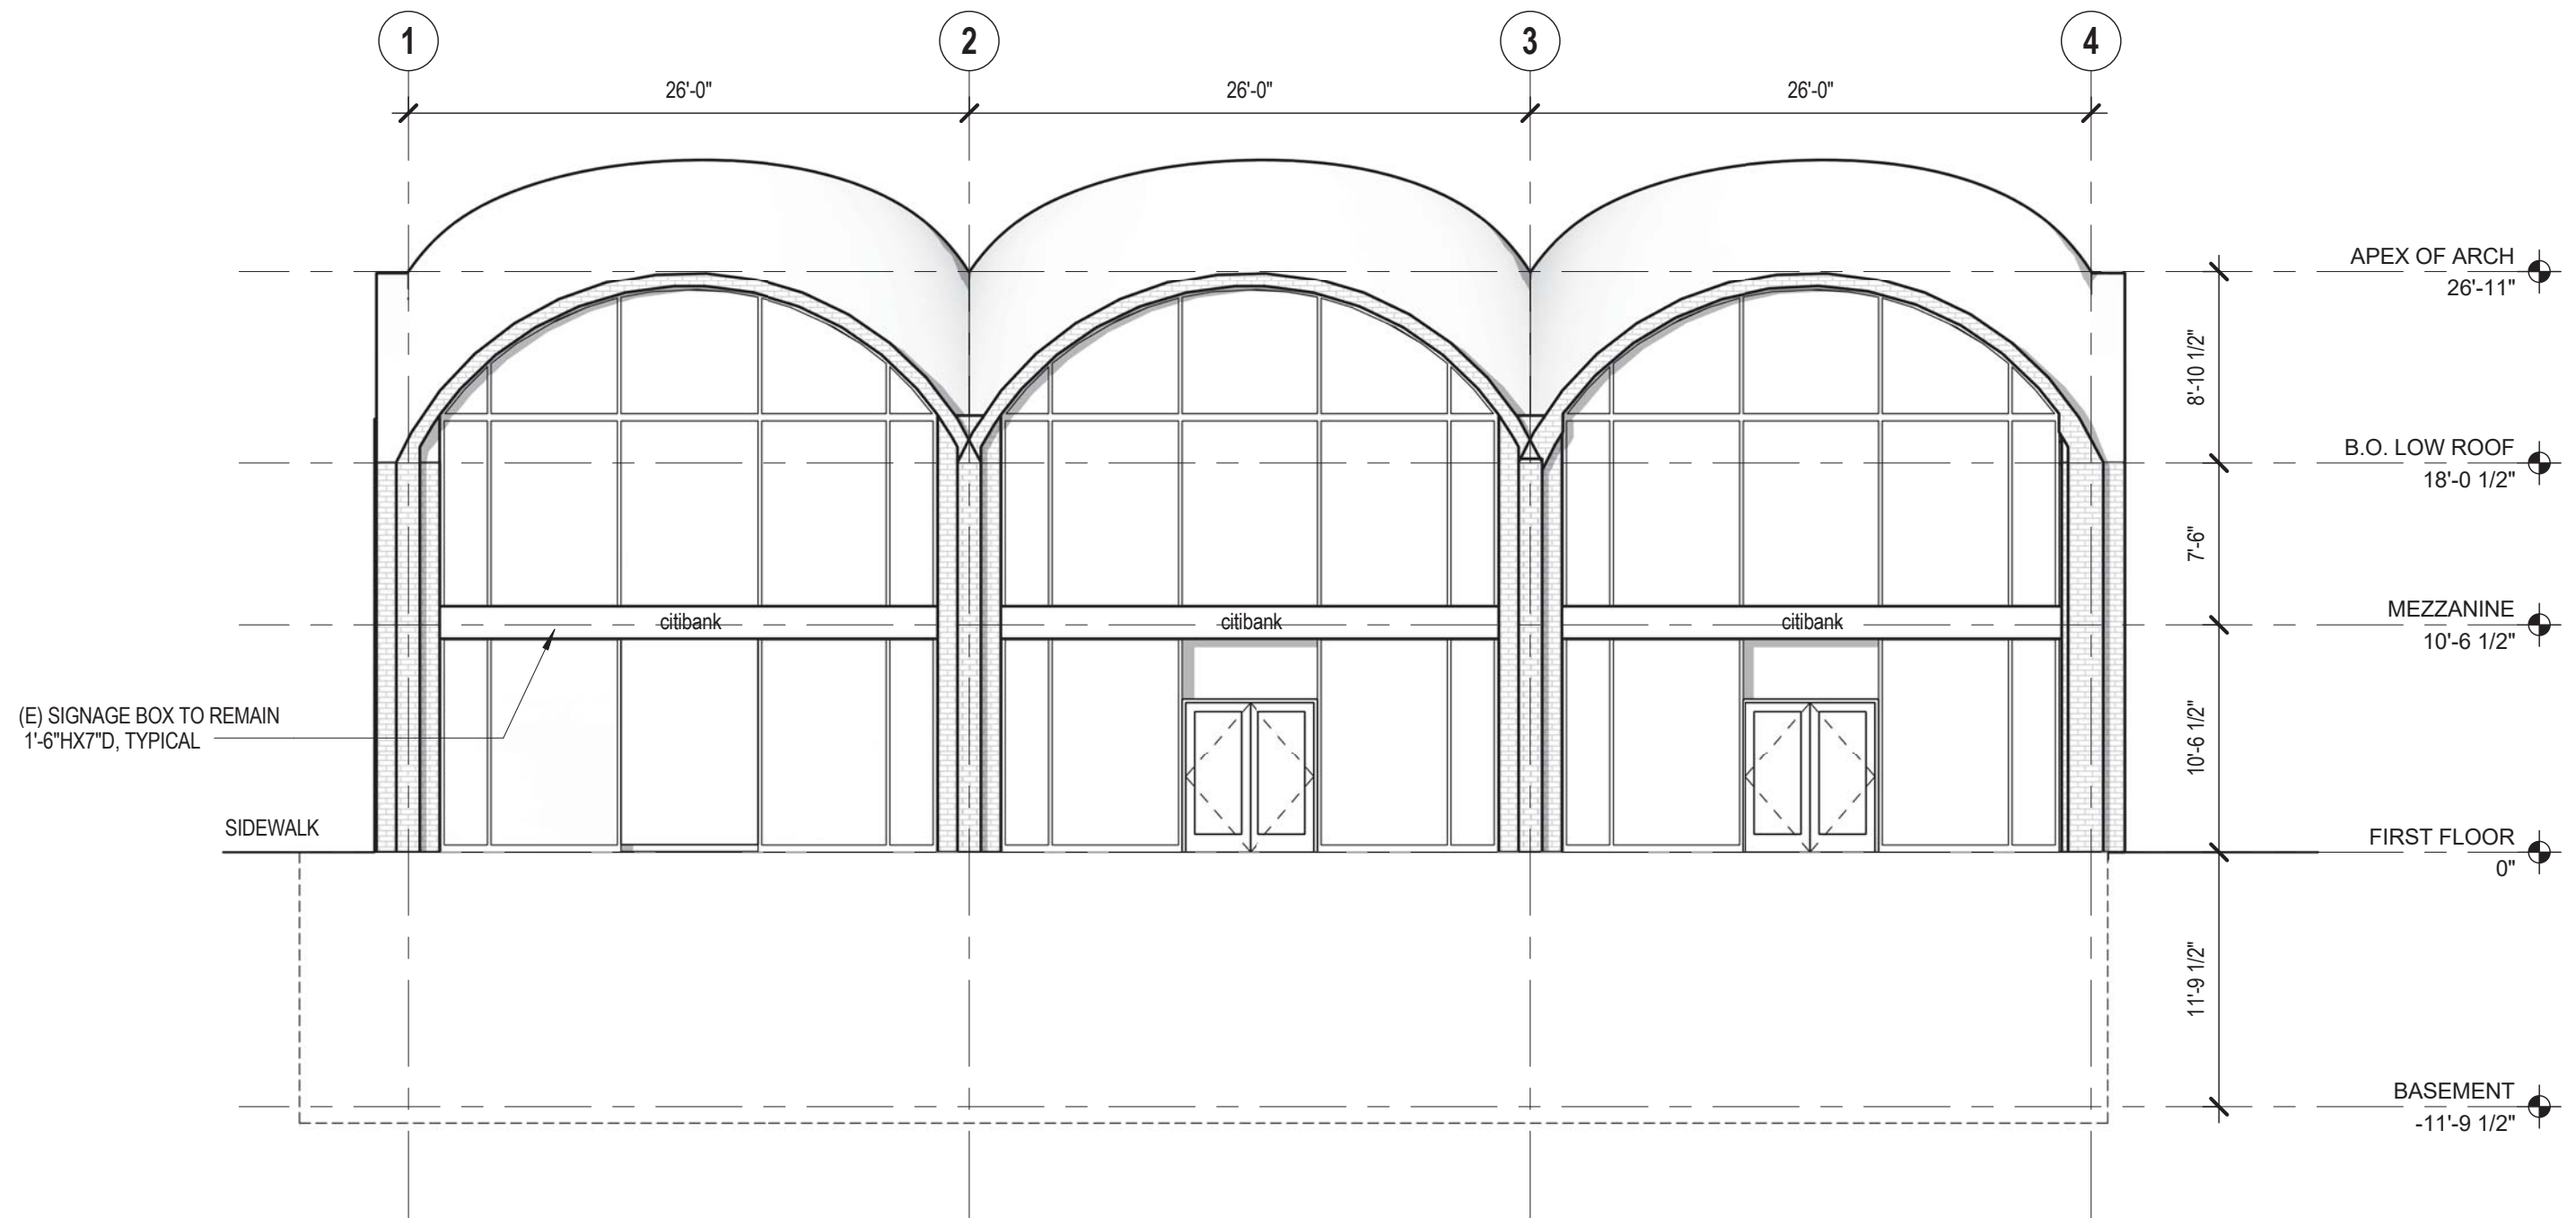 1
2
3
4
26'-0"
26'-0"
26'-0"
APEX OF ARCH
26'-11"
8'-10 1/2"
B.O. LOW ROOF
18'-0 1/2"
7'-6"
MEZZANINE
10'-6 1/2"
citibank
citibank
citibank
(E) SIGNAGE BOX TO REMAIN
1'-6"HX7"D, TYPICAL
10'-6 1/2"
SIDEWALK
FIRST FLOOR
0"
11'-9 1/2"
BASEMENT
-11'-9 1/2"